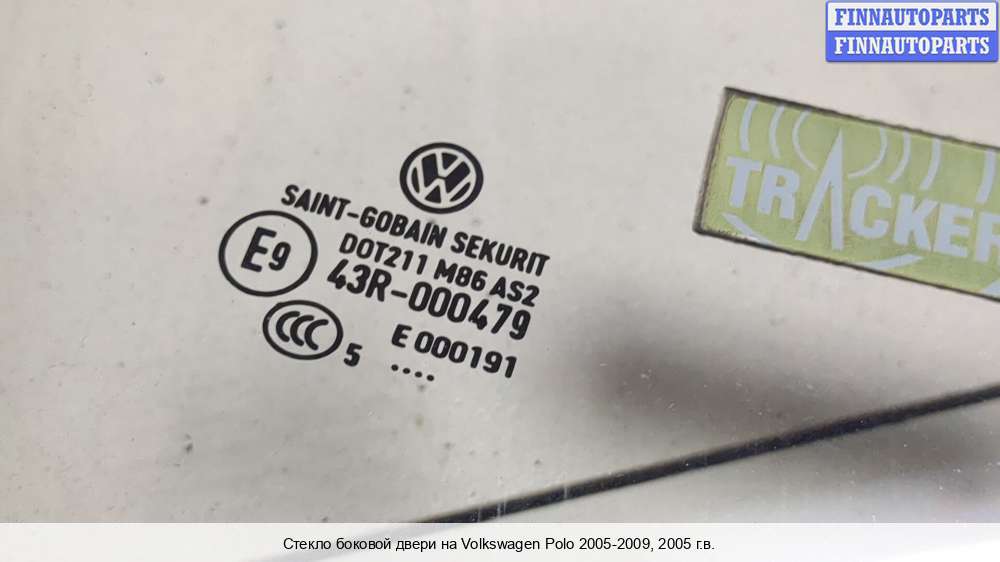 FINNAUTOPARTS
FINNAUTOPARTS
TRACKER
SAINT-GOBAIN SEKURIT
E9
DOT211 M86 AS2
43R-000479
CCC
5
E 000191
....
Стекло боковой двери на Volkswagen Polo 2005-2009, 2005 г.в.